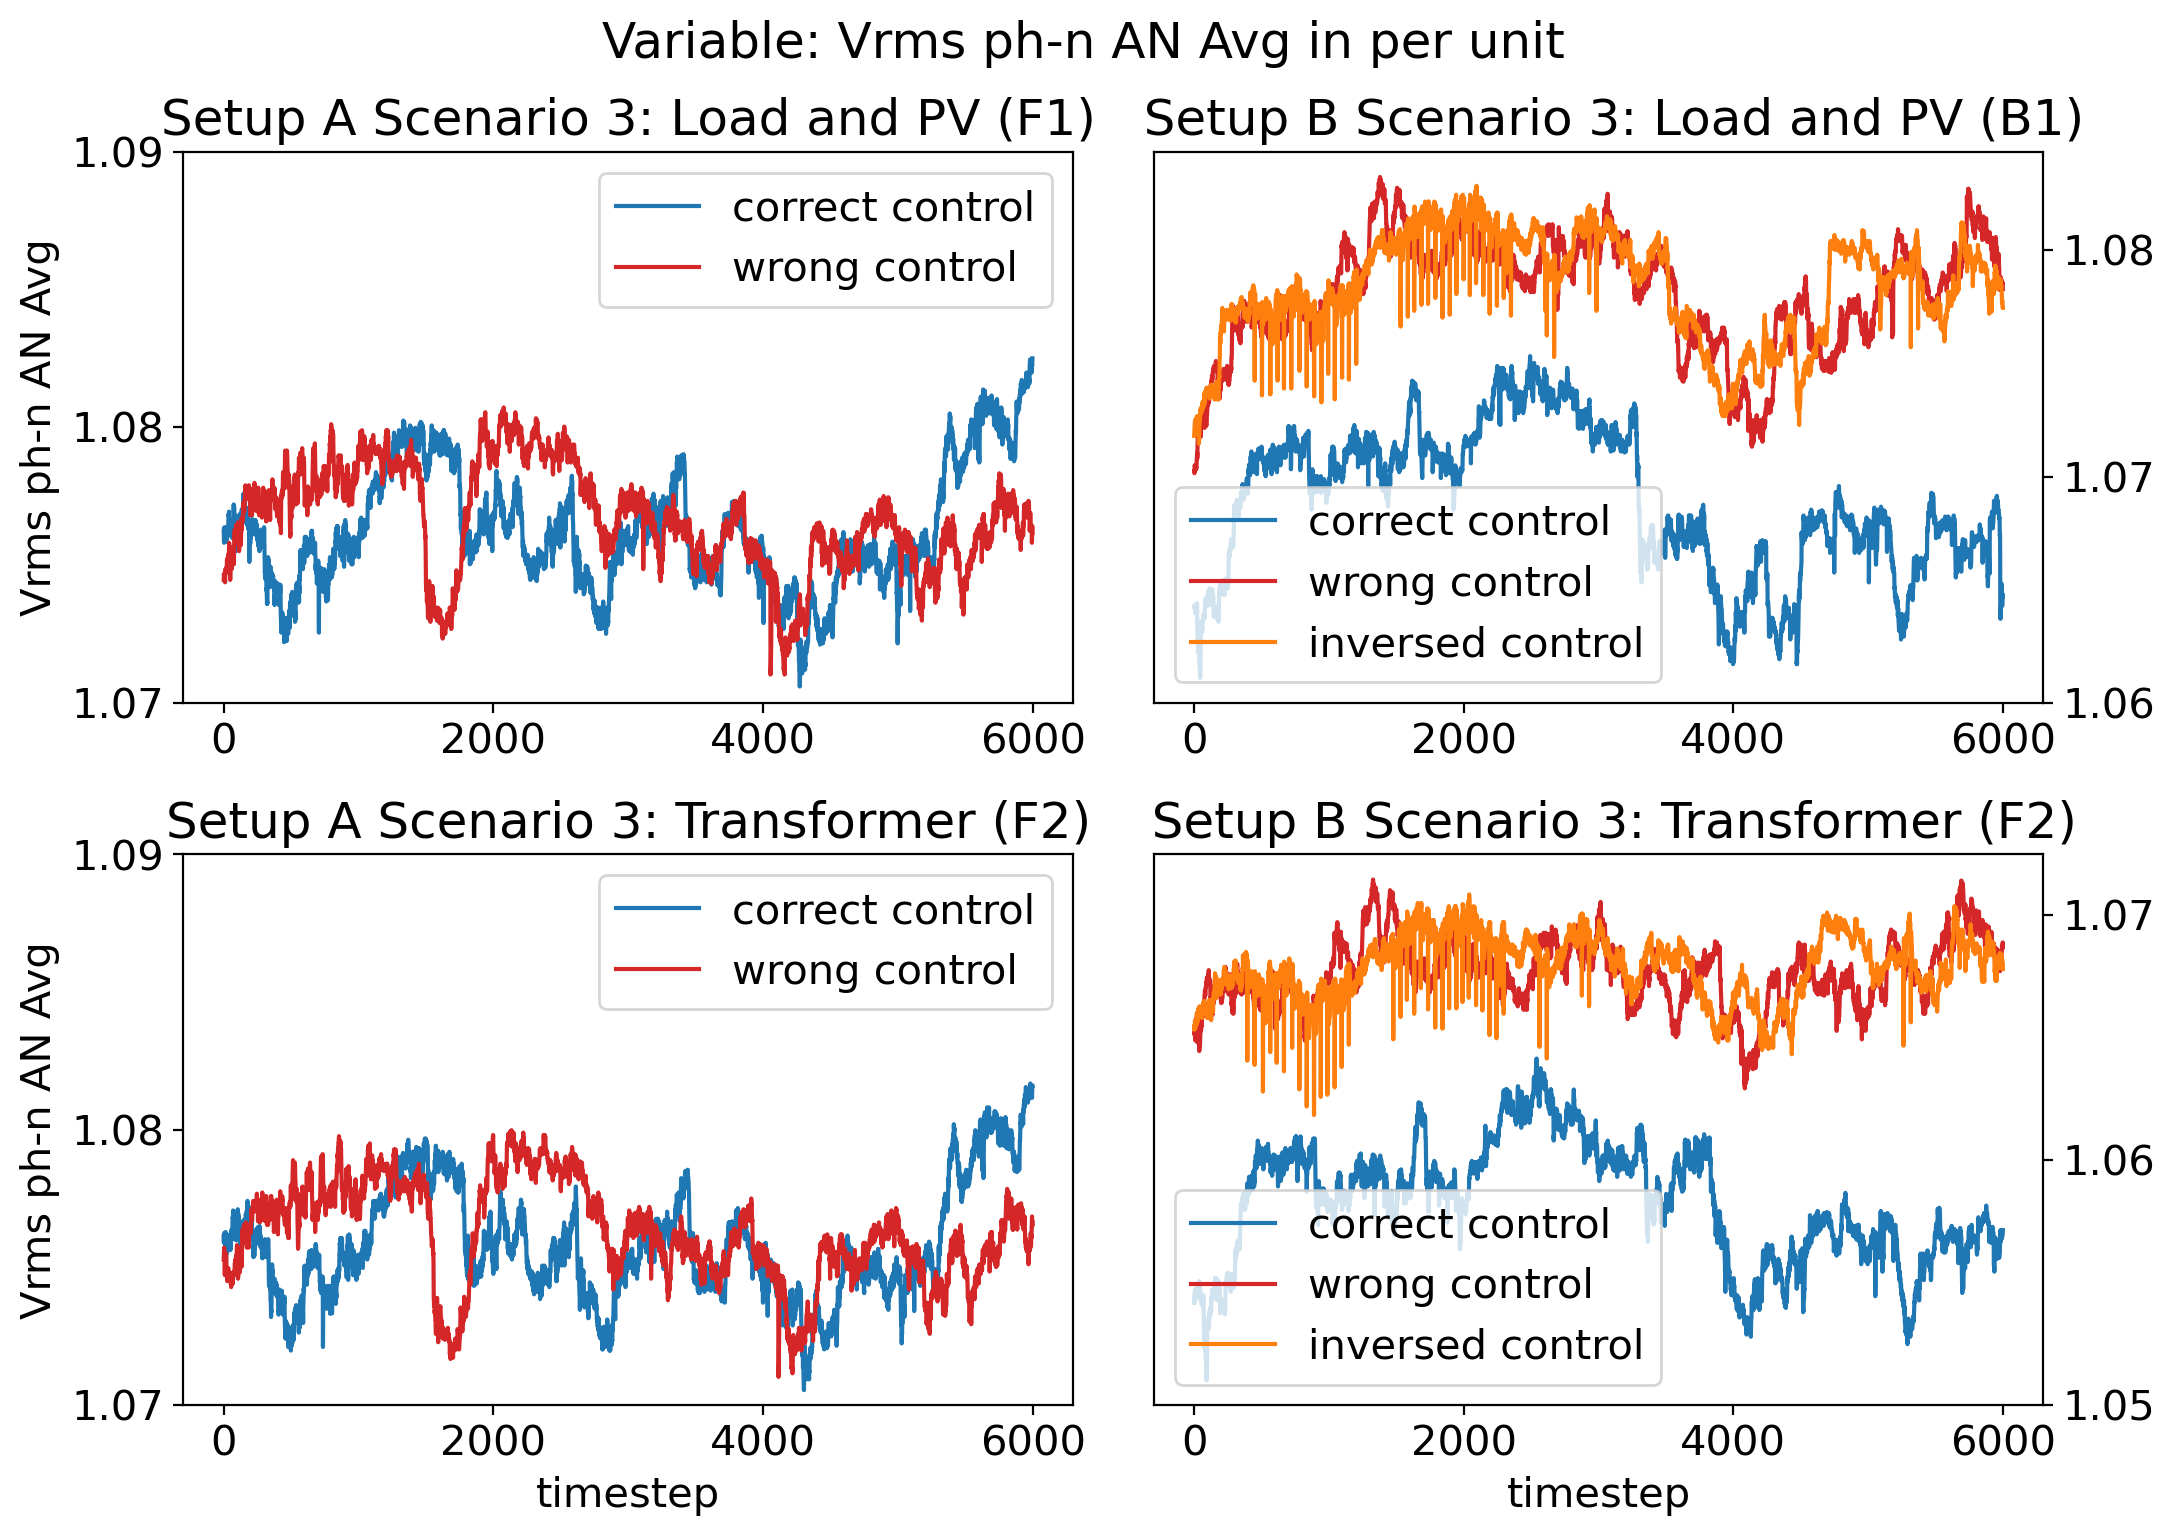 Variable: Vrms ph-n AN Avg in per unit
Setup A Scenario 3: Load and PV (F1)
1.09
1.08
1.07
Vrms ph-n AN Avg
correct control
wrong control
0 2000 4000 6000
Setup B Scenario 3: Load and PV (B1)
1.08
1.07
1.06
correct control
wrong control
inversed control
0 2000 4000 6000
Setup A Scenario 3: Transformer (F2)
1.09
1.08
1.07
Vrms ph-n AN Avg
correct control
wrong control
0 2000 4000 6000
timestep
Setup B Scenario 3: Transformer (F2)
1.07
1.06
1.05
correct control
wrong control
inversed control
0 2000 4000 6000
timestep